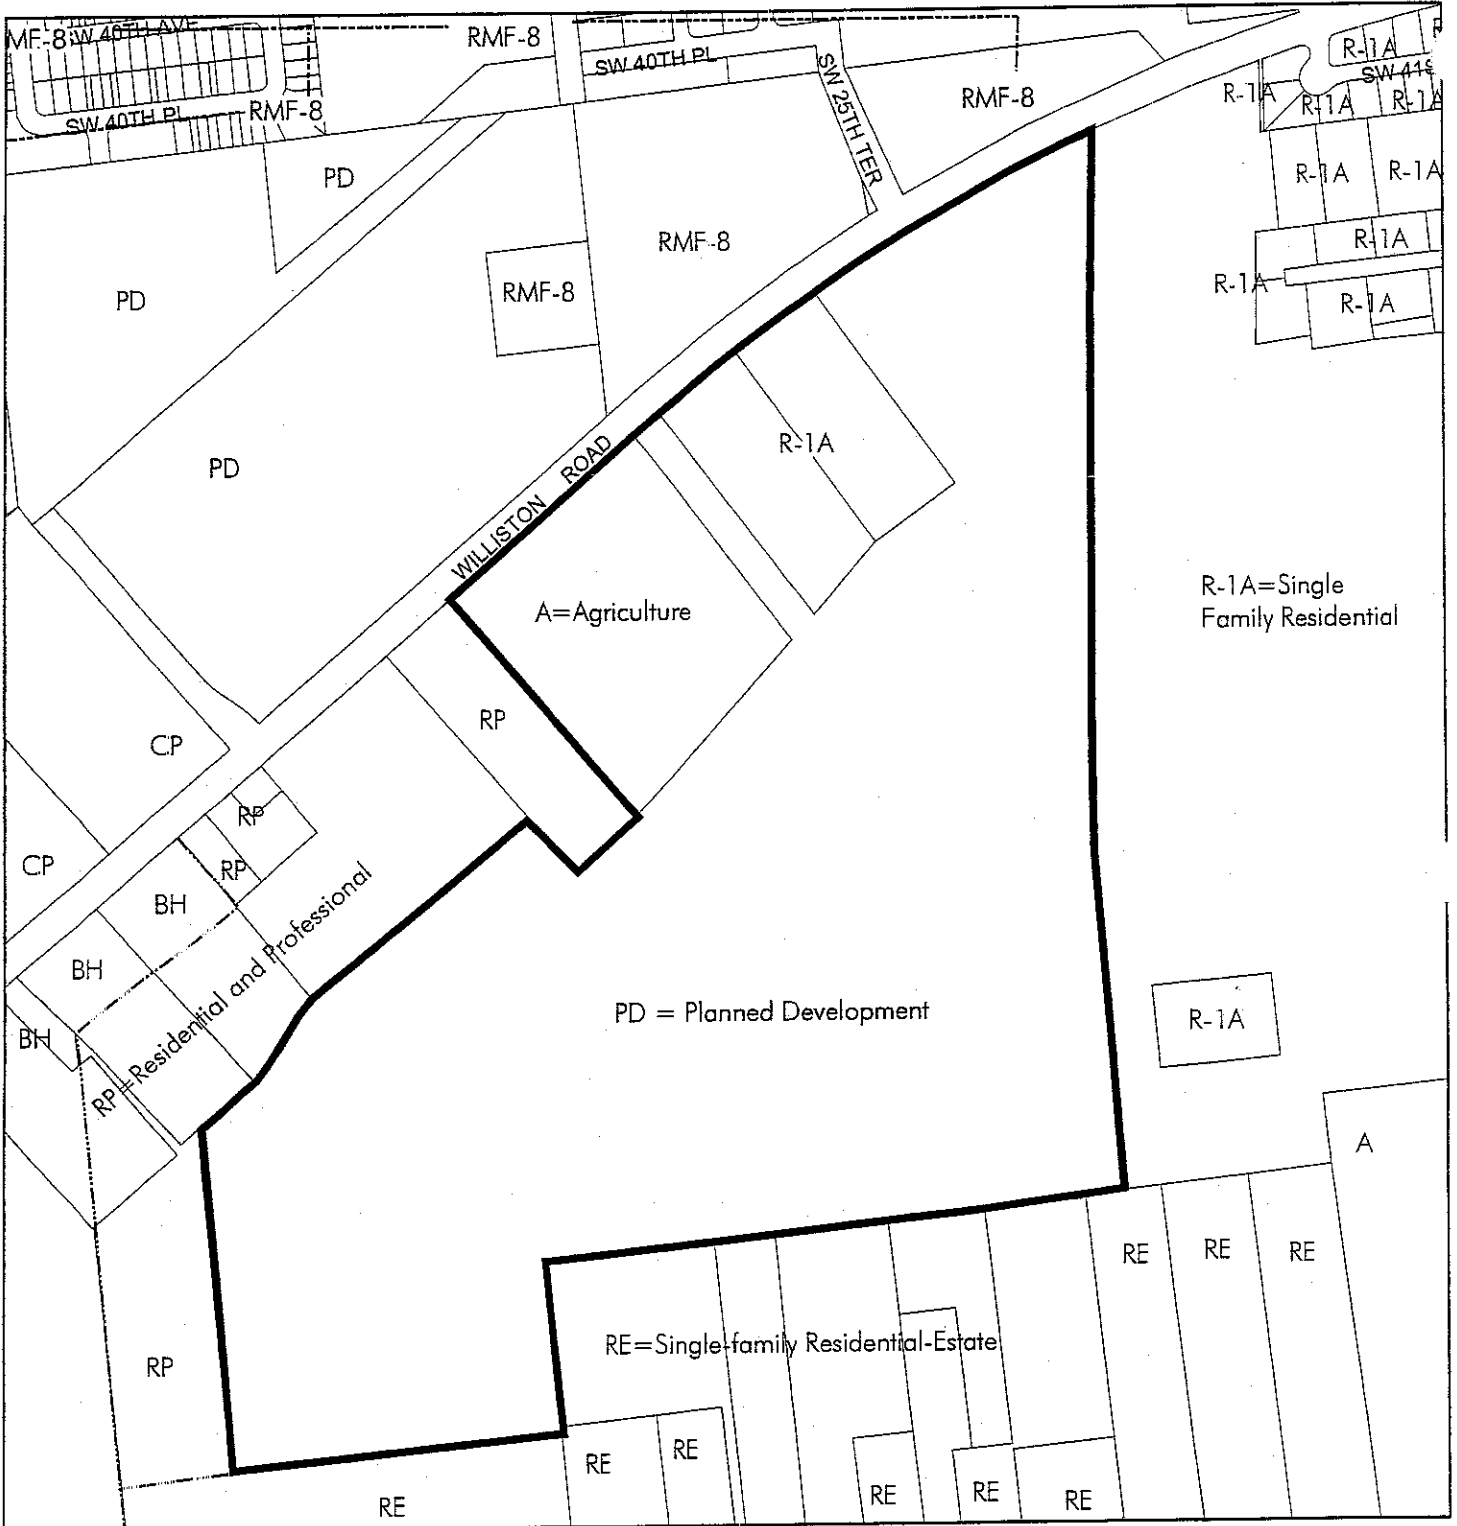 MF-8
SW 40TH AVE
RMF-8
SW 40TH PL
R-1A
SW 41S
SW 40TH PL
RMF-8
SW 25TH TER
RMF-8
R-1A
R-1A
R-1A
PD
R-1A
R-1A
RMF-8
R-1A
PD
RMF-8
R-1A
R-1A
R-1A
PD
WILLISTON ROAD
A=Agriculture
R-1A=Single
Family Residential
RP
CP
RP
CP
RP
BH
BH
BH
RP =Residential and Professional
PD = Planned Development
R-1A
A
RE
RE
RE
RE=Single-family Residential-Estate
RP
RE
RE
RE
RE
RE
RE